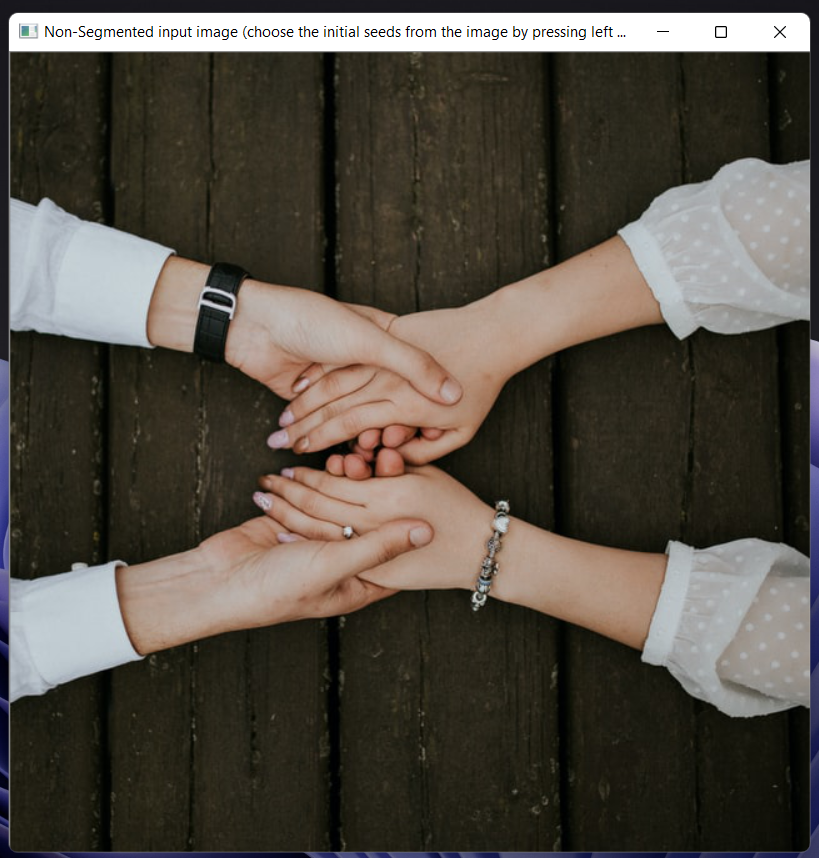 Non-Segmented input image (choose the initial seeds from the image by pressing left ...